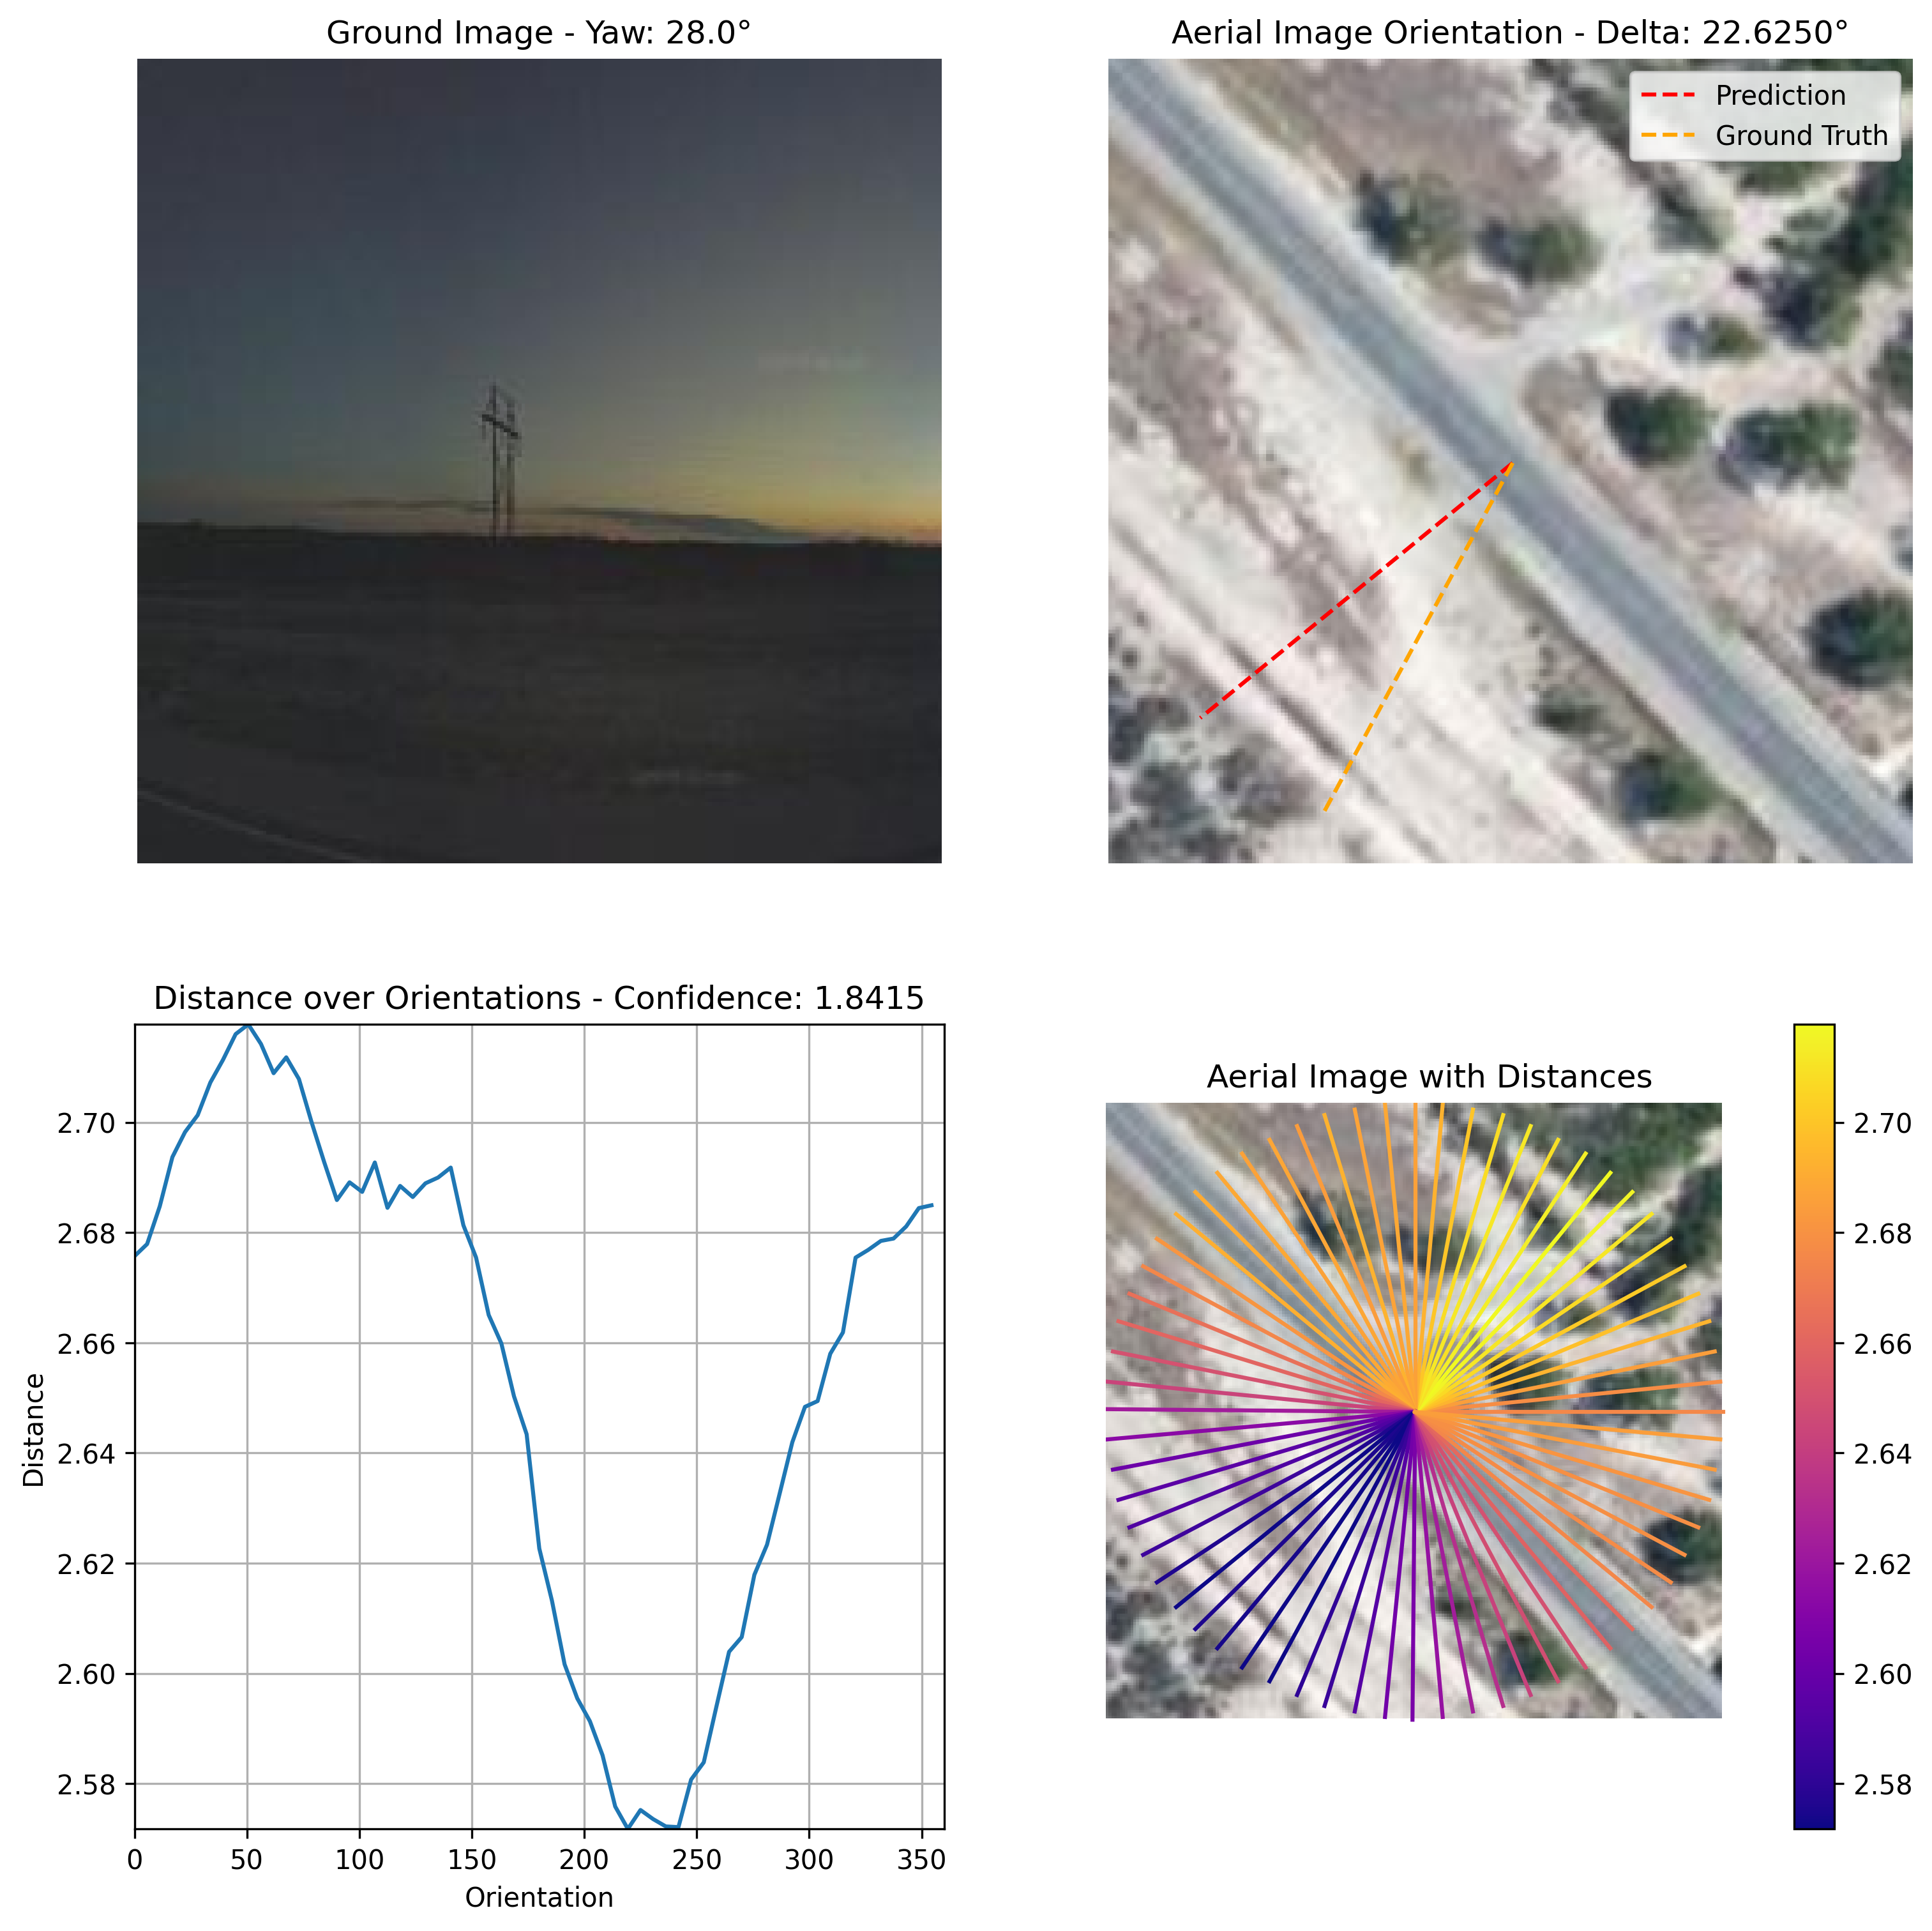 Ground Image - Yaw: 28.0°
Aerial Image Orientation - Delta: 22.6250°
Prediction
Ground Truth
Distance over Orientations - Confidence: 1.8415
Distance
2.70
2.68
2.66
2.64
2.62
2.60
2.58
0
50
100
150
200
250
300
350
Orientation
Aerial Image with Distances
2.70
2.68
2.66
2.64
2.62
2.60
2.58